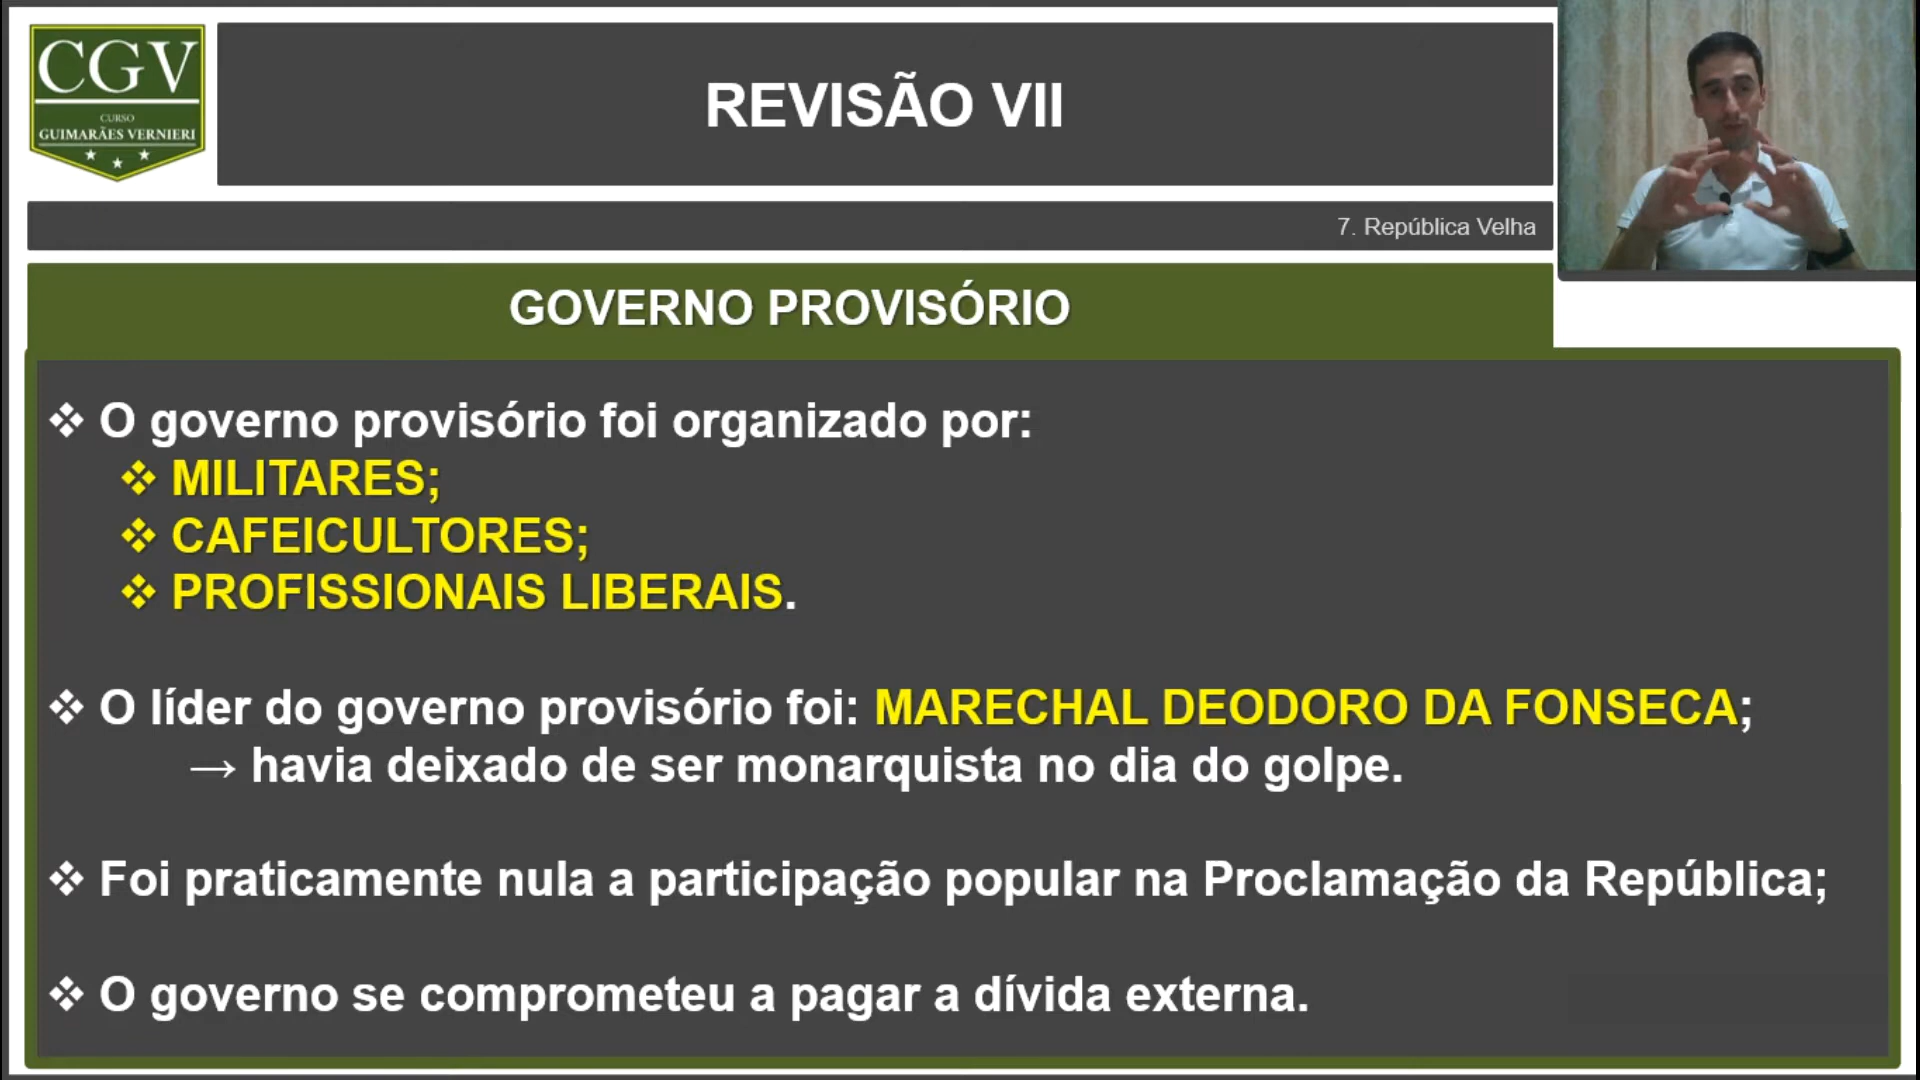 CGV
CURSO
GUIMARÃES VERNIERI
REVISÃO VII
7. República Velha
GOVERNO PROVISÓRIO
❖ O governo provisório foi organizado por:
❖ MILITARES;
❖ CAFEICULTORES;
❖ PROFISSIONAIS LIBERAIS.
❖ O líder do governo provisório foi: MARECHAL DEODORO DA FONSECA;
→ havia deixado de ser monarquista no dia do golpe.
❖ Foi praticamente nula a participação popular na Proclamação da República;
❖ O governo se comprometeu a pagar a dívida externa.